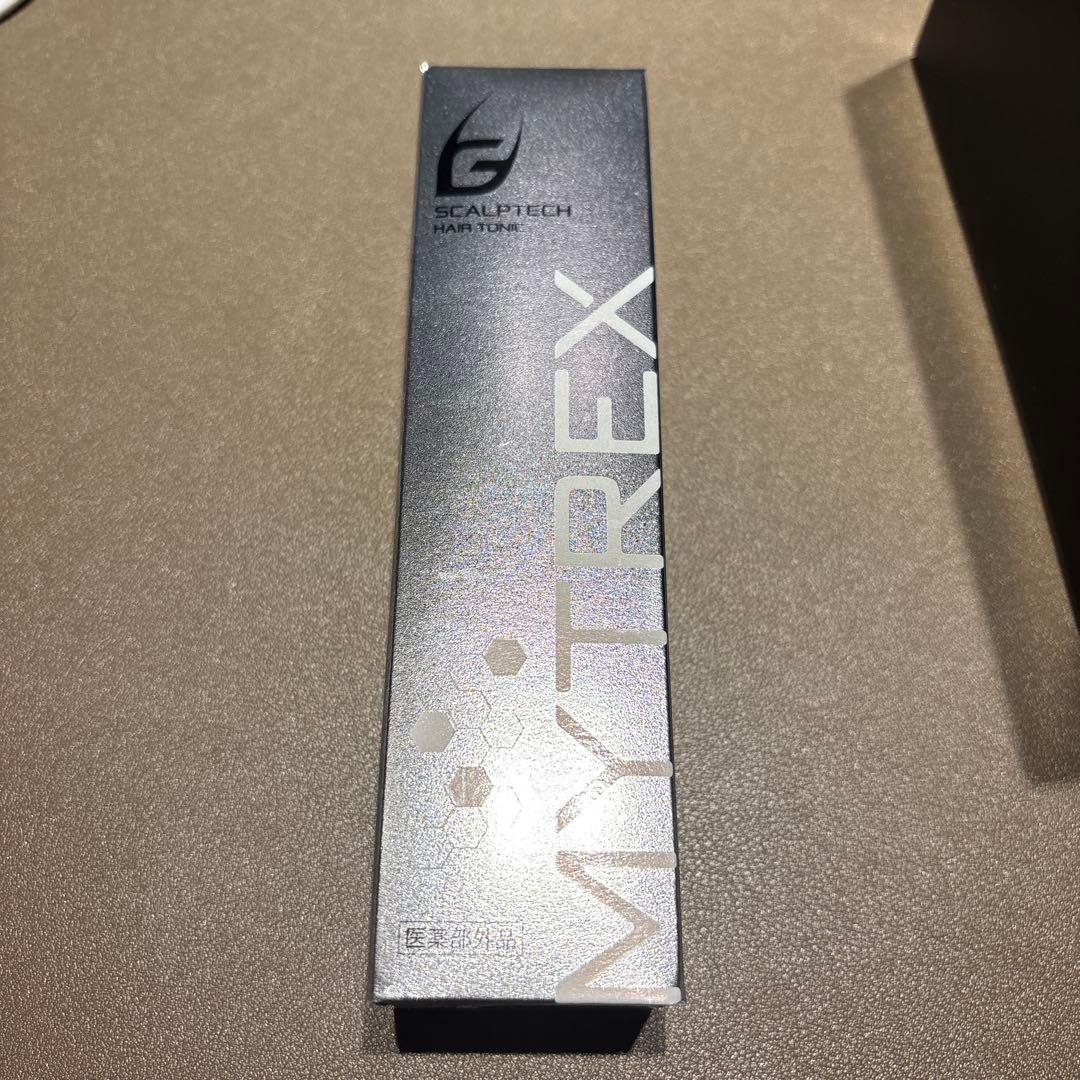 G
SCALPTECH
HAIR TONIC
MYTREX
医薬部外品